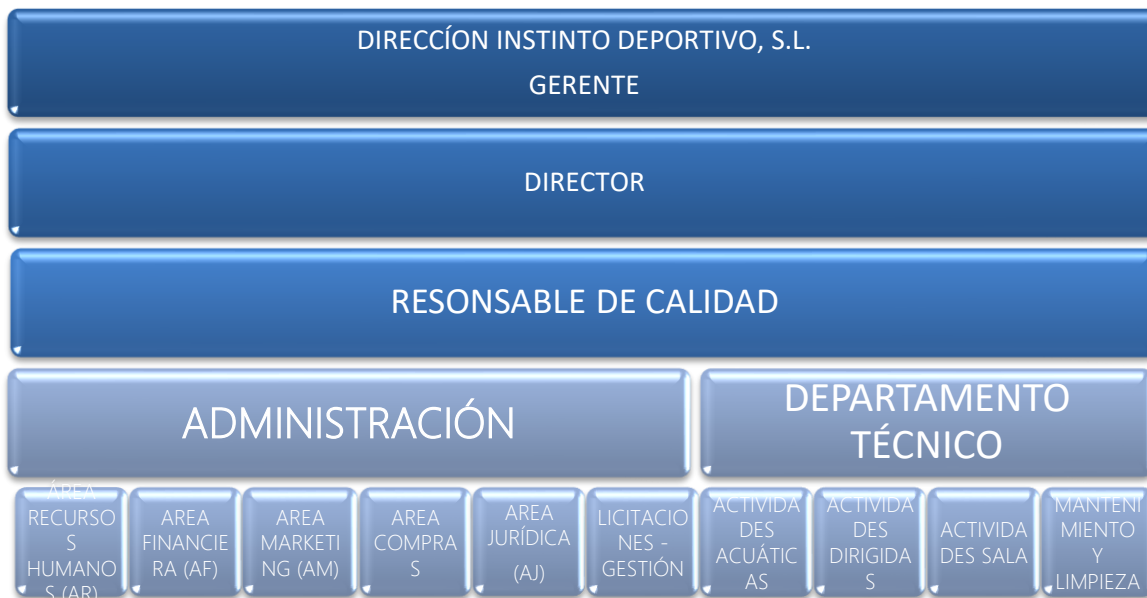 DIRECCÍON INSTINTO DEPORTIVO, S.L.
GERENTE
DIRECTOR
RESONSABLE DE CALIDAD
ADMINISTRACIÓN
DEPARTAMENTO
TÉCNICO
ÁREA
RECURSO
S
HUMANO
S (AR)
AREA
FINANCIE
RA (AF)
AREA
MARKETI
NG (AM)
AREA
COMPRA
S
AREA
JURÍDICA
(AJ)
LICITACIO
NES -
GESTIÓN
ACTIVIDA
DES
ACUÁTIC
AS
ACTIVIDA
DES
DIRIGIDA
S
ACTIVIDA
DES SALA
MANTENI
MIENTO
Y
LIMPIEZA